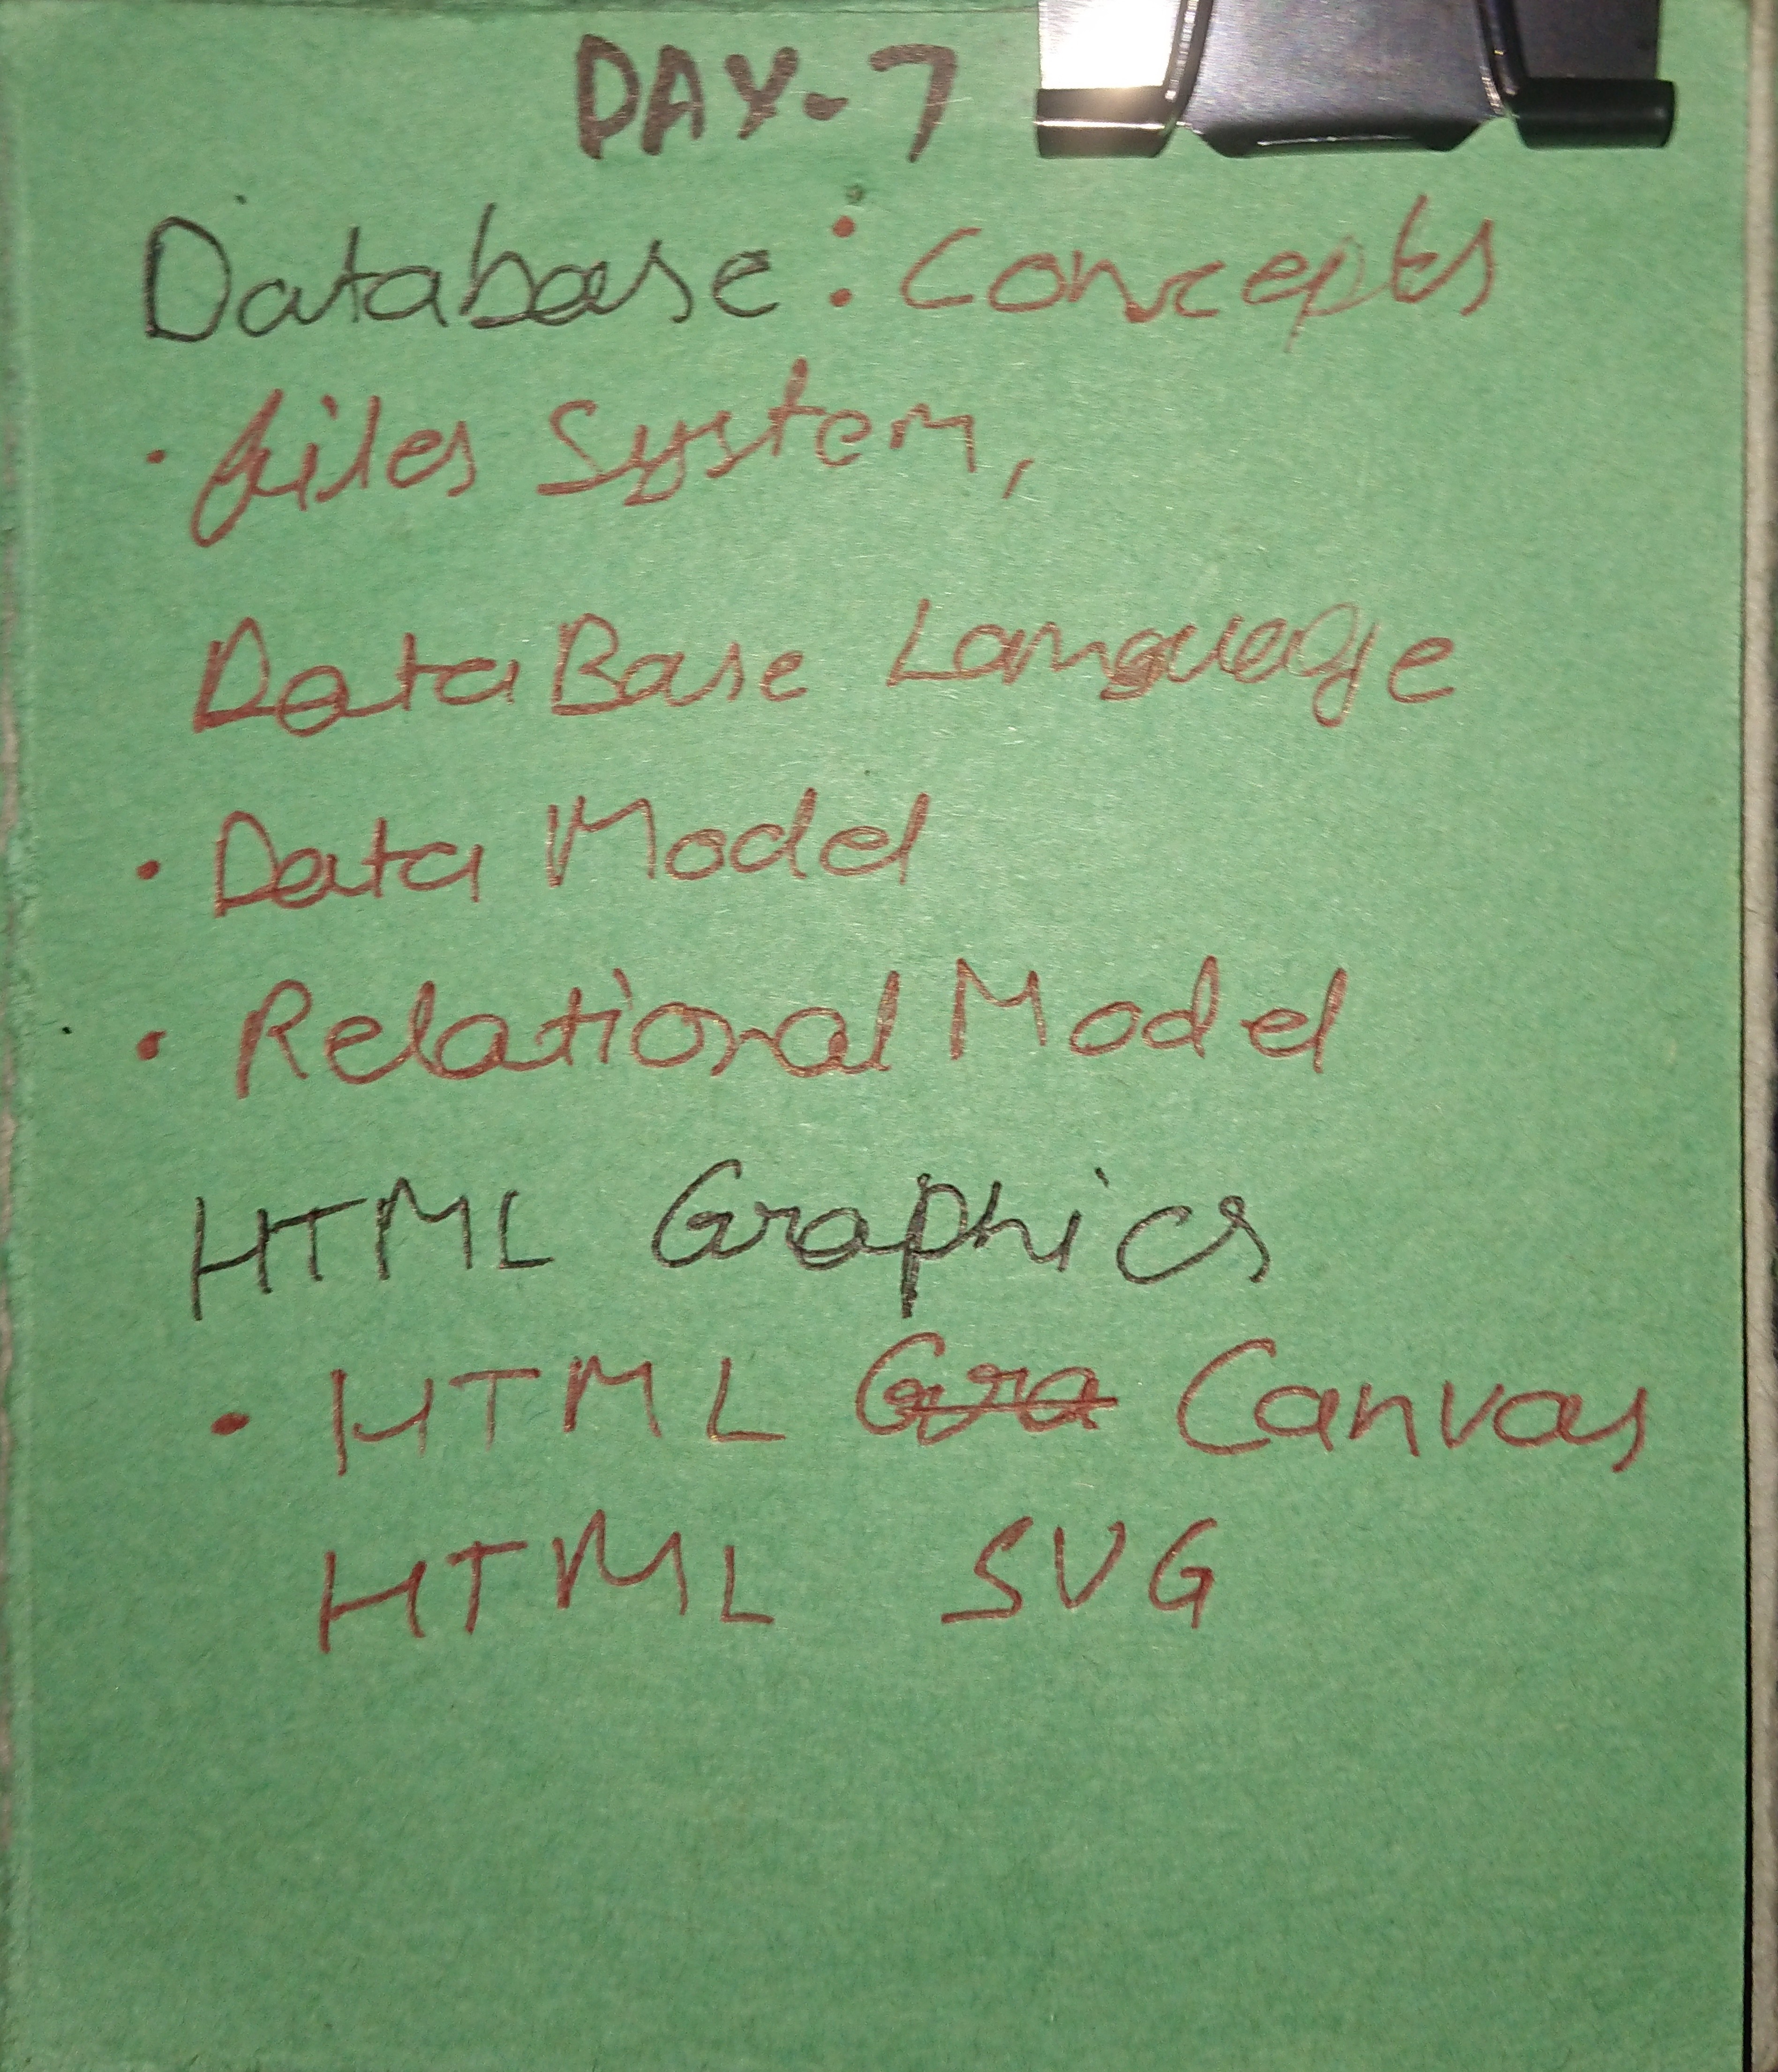 DAY-7
Database: Concepts
• files System,
DataBase Language
• Data Model
• Relational Model
HTML Graphics
• HTML Gra Canvas
HTML SVG